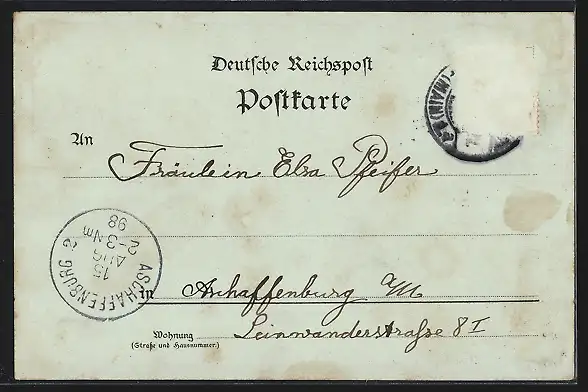 Deutsche Reichspost
Postkarte
An Fräulein Elsa Pfeifer
in Aschaffenburg a/M
Wohnung Leinwanderstraße 8 I
(Straße und Hausnummer)
ASCHAFFENBURG 2
15
AUG
2-3 Nm
98
(MAIN)